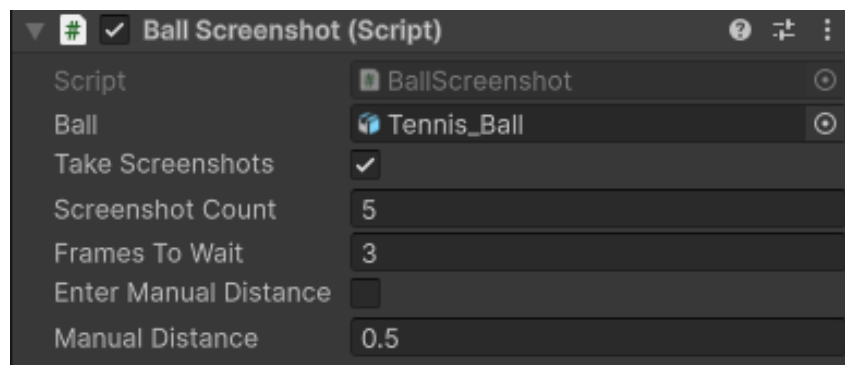 Ball Screenshot (Script)
Script BallScreenshot
Ball Tennis_Ball
Take Screenshots
Screenshot Count 5
Frames To Wait 3
Enter Manual Distance
Manual Distance 0.5